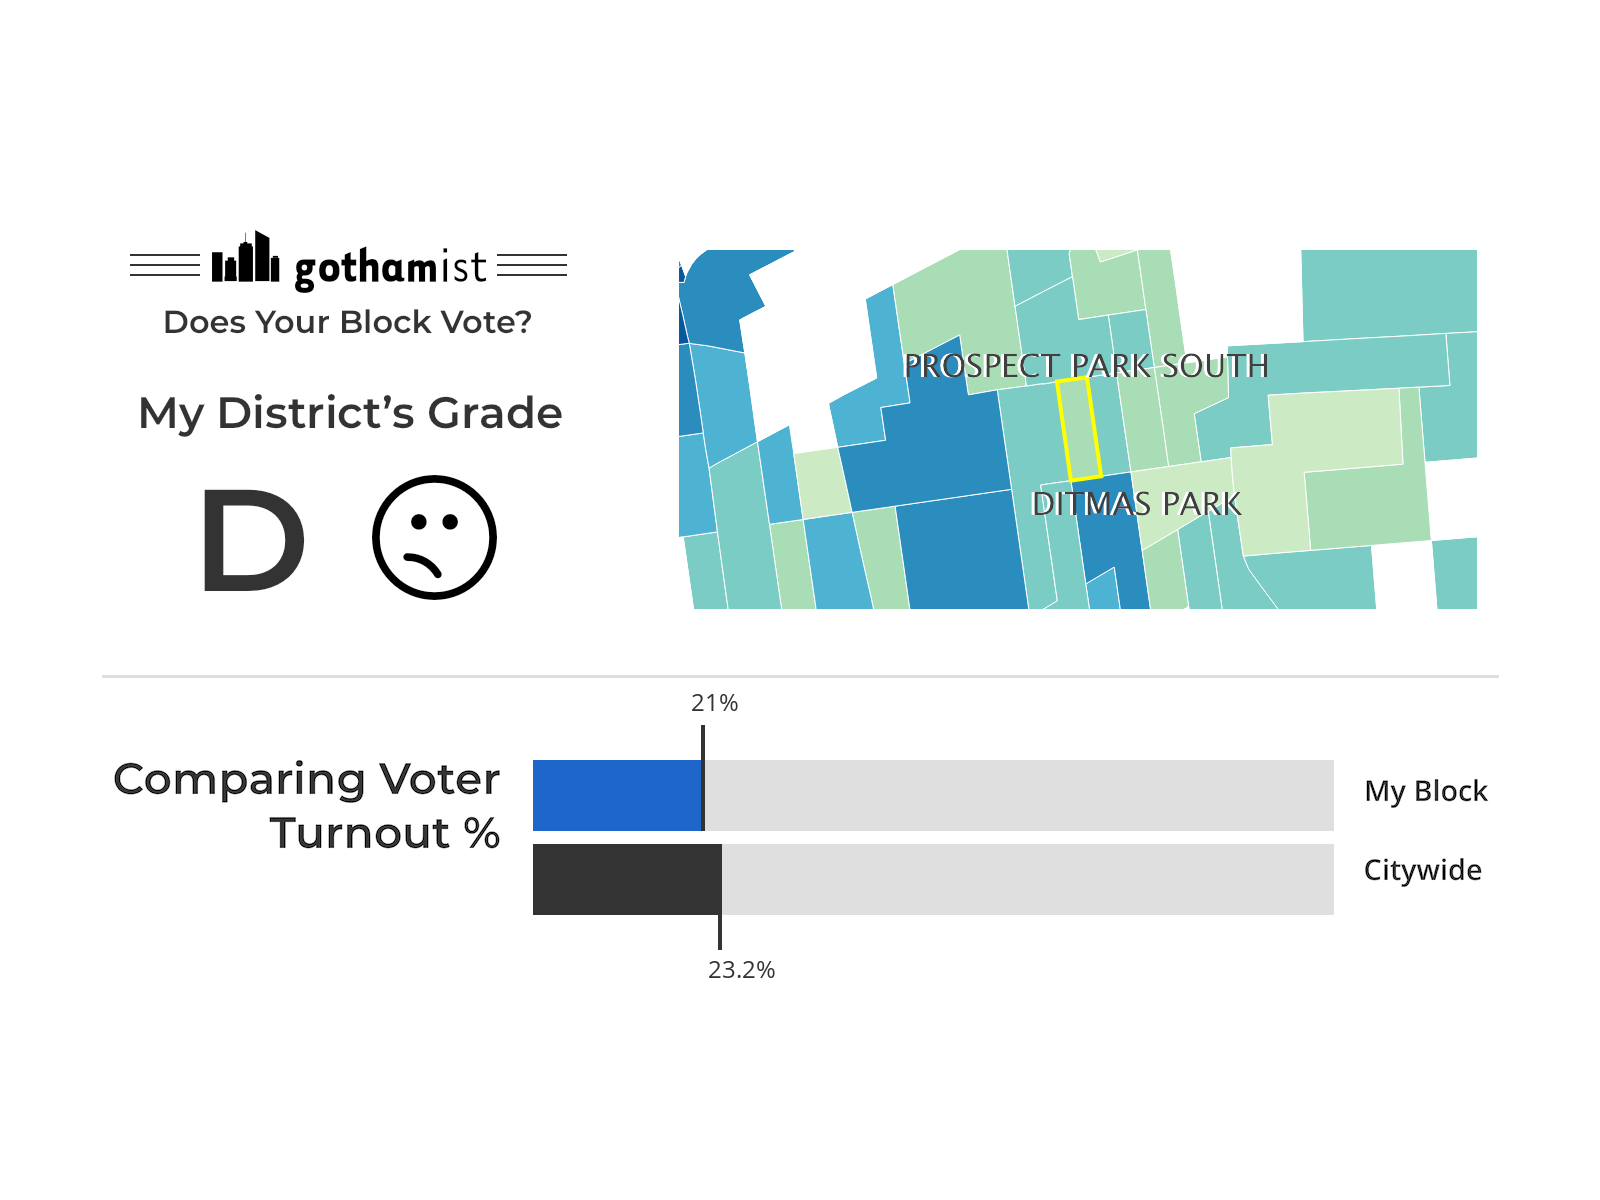 gothamist
Does Your Block Vote?
My District’s Grade
D
PROSPECT PARK SOUTH
DITMAS PARK
21%
Comparing Voter
Turnout %
My Block
Citywide
23.2%